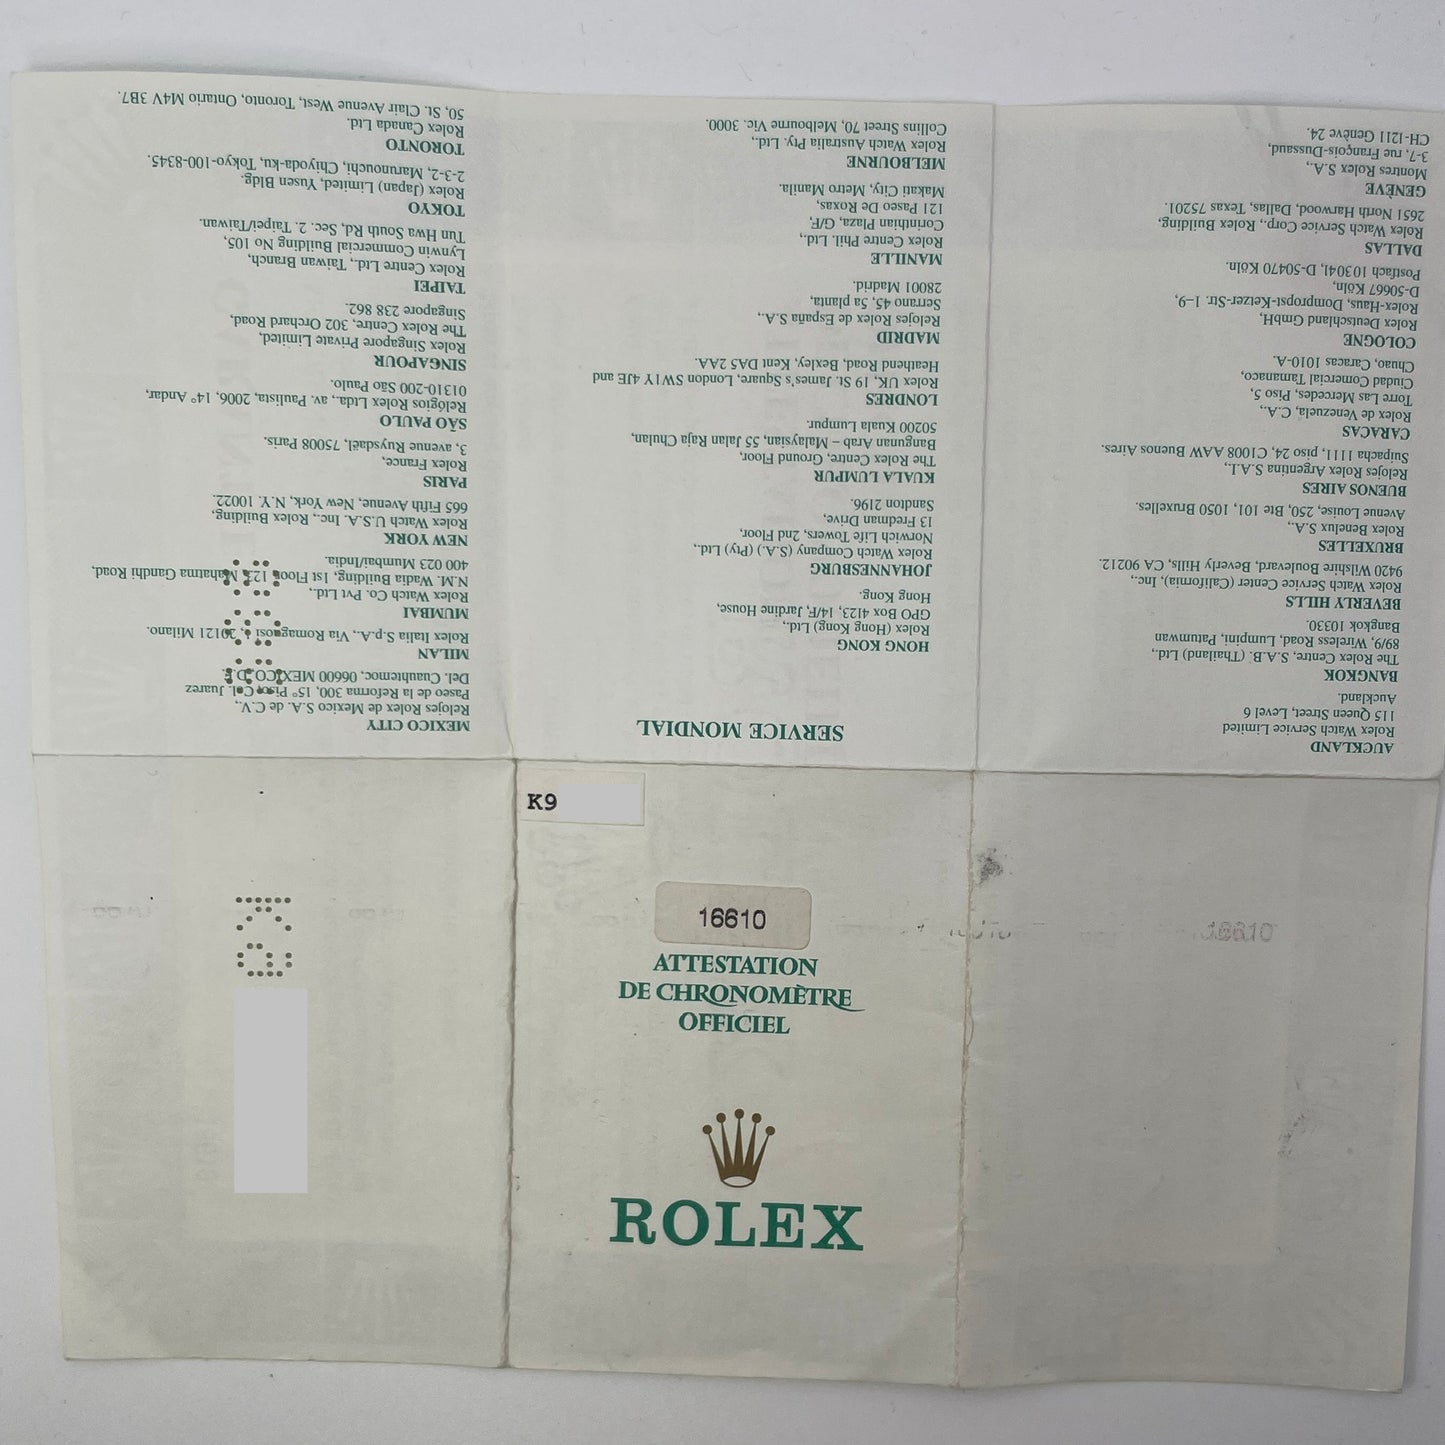 K9
16610
ATTESTATION
DE CHRONOMÈTRE
OFFICIEL
ROLEX
K9
16610
SERVICE MONDIAL
AUCKLAND
Rolex Watch Service Limited
115 Queen Street, Level 6
Auckland.
BANGKOK
The Rolex Centre, S.A.B. (Thailand) Ltd.,
89/9, Wireless Road, Lumpini, Patumwan
Bangkok 10330.
BEVERLY HILLS
Rolex Watch Service Center (California), Inc.,
9420 Wilshire Boulevard, Beverly Hills, CA 90212.
BRUXELLES
Rolex Benelux S.A.,
Avenue Louise, 250, Bte 101, 1050 Bruxelles.
BUENOS AIRES
Relojes Rolex Argentina S.A.I.,
Suipacha 1111, piso 24, C1008 AAW Buenos Aires.
CARACAS
Rolex de Venezuela, C.A.,
Torre Las Mercedes, Piso 5,
Ciudad Comercial Tamanaco,
Chuao, Caracas 1010-A.
COLOGNE
Rolex Deutschland GmbH,
Rolex-Haus, Dompropst-Ketzer-Str. 1–9,
D-50667 Köln,
Postfach 103041, D-50470 Köln.
DALLAS
Rolex Watch Service Corp., Rolex Building,
2651 North Harwood, Dallas, Texas 75201.
GENÈVE
Montres Rolex S.A.,
3-7, rue François-Dussaud,
CH-1211 Genève 24.
HONG KONG
Rolex (Hong Kong) Ltd.,
GPO Box 4123, 14/F, Jardine House,
Hong Kong.
JOHANNESBURG
Rolex Watch Company (S.A.) (Pty) Ltd.,
Norwich Life Towers, 2nd Floor,
13 Fredman Drive,
Sandton 2196.
KUALA LUMPUR
The Rolex Centre, Ground Floor,
Bangunan Arab – Malaysian, 55 Jalan Raja Chulan,
50200 Kuala Lumpur.
LONDRES
Rolex UK, 19 St. James's Square, London SW1Y 4JE and
Heathend Road, Bexley, Kent DA5 2AA.
MADRID
Relojes Rolex de España S.A.,
Serrano 45, 5a planta,
28001 Madrid.
MANILLE
Rolex Centre Phil. Ltd.,
Corinthian Plaza, G/F,
121 Paseo De Roxas,
Makati City, Metro Manila.
MELBOURNE
Rolex Watch Australia Pty. Ltd.,
Collins Street 70, Melbourne Vic. 3000.
MEXICO CITY
Relojes Rolex de Mexico S.A. de C.V.,
Paseo de la Reforma 300, 15° Piso, Col. Juarez
Del. Cuauhtemoc, 06600 MEXICO D.F.
MILAN
Rolex Italia S.p.A., Via Romagnosi 20121 Milano.
MUMBAI
Rolex Watch Co. Pvt Ltd.,
N.M. Wadia Building, 1st Floor, 123, Mahatma Gandhi Road,
400 023 Mumbai/India.
NEW YORK
Rolex Watch U.S.A. Inc., Rolex Building,
665 Fifth Avenue, New York, N.Y. 10022.
PARIS
Rolex France,
3, avenue Ruysdaël, 75008 Paris.
SÃO PAULO
Relógios Rolex Ltda., av. Paulista, 2006, 14° Andar,
01310-200 São Paulo.
SINGAPOUR
Rolex Singapore Private Limited,
The Rolex Centre, 302 Orchard Road,
Singapore 238 862.
TAIPEI
Rolex Centre Ltd., Taiwan Branch,
Lynwin Commercial Building No 105,
Tun Hwa South Rd, Sec. 2. Taipei/Taiwan.
TOKYO
Rolex (Japan) Limited, Yusen Bldg.
2-3-2, Marunouchi, Chiyoda-ku, Tokyo-100-8345.
TORONTO
Rolex Canada Ltd.
50, St. Clair Avenue West, Toronto, Ontario M4V 3B7.